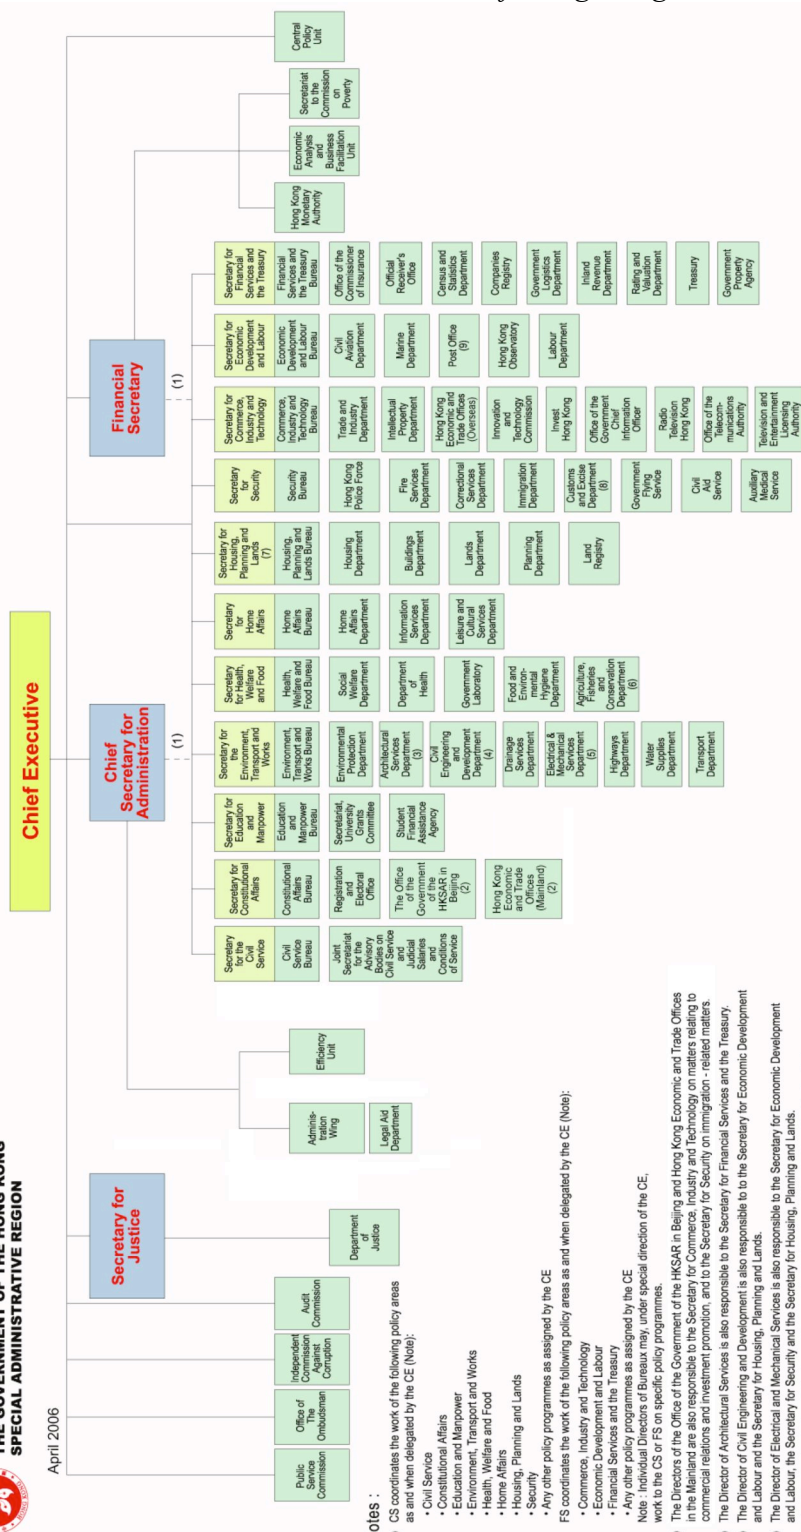 THE GOVERNMENT OF THE HONG KONG
SPECIAL ADMINISTRATIVE REGION
April 2006
Chief Executive
Secretary for
Justice
Chief
Secretary for
Administration
Financial
Secretary
(1)
(1)
Public
Service
Commission
Office of
The
Ombudsman
Independent
Commission
Against
Corruption
Audit
Commission
Department
of
Justice
Adminis-
tration
Wing
Legal Aid
Department
Efficiency
Unit
Secretary
for the Civil
Service
Civil
Service
Bureau
Joint
Secretariat
for the
Advisory
Bodies on
Civil Service
and
Judicial
Salaries
and
Conditions
of Service
Secretary for
Constitutional
Affairs
Constitutional
Affairs
Bureau
Registration
and
Electoral
Office
The Office
of the
Government
of the
HKSAR in
Beijing
(2)
Hong Kong
Economic
and Trade
Offices
(Mainland)
(2)
Secretary for
Education
and
Manpower
Education
and
Manpower
Bureau
Secretariat,
University
Grants
Committee
Student
Financial
Assistance
Agency
Secretary for
the
Environment,
Transport and
Works
Environment,
Transport and
Works Bureau
Environmental
Protection
Department
Architectural
Services
Department
(3)
Civil
Engineering
and
Development
Department
(4)
Drainage
Services
Department
Electrical &
Mechanical
Services
Department
(5)
Highways
Department
Water
Supplies
Department
Transport
Department
Secretary
for Health,
Welfare
and Food
Health,
Welfare and
Food Bureau
Social
Welfare
Department
Department
of
Health
Government
Laboratory
Food and
Environ-
mental
Hygiene
Department
Agriculture,
Fisheries
and
Conservation
Department
(6)
Secretary
for
Home
Affairs
Home
Affairs
Bureau
Home
Affairs
Department
Information
Services
Department
Leisure and
Cultural
Services
Department
Secretary for
Housing,
Planning and
Lands
(7)
Housing,
Planning and
Lands Bureau
Housing
Department
Buildings
Department
Lands
Department
Planning
Department
Land
Registry
Secretary
for
Security
Security
Bureau
Hong Kong
Police Force
Fire
Services
Department
Correctional
Services
Department
Immigration
Department
Customs
and Excise
Department
(8)
Government
Flying
Service
Civil
Aid
Service
Auxiliary
Medical
Service
Secretary for
Commerce,
Industry and
Technology
Commerce,
Industry and
Technology
Bureau
Trade and
Industry
Department
Intellectual
Property
Department
Hong Kong
Economic and
Trade Offices
(Overseas)
Innovation
and
Technology
Commission
Invest
Hong Kong
Office of the
Government
Chief
Information
Officer
Radio
Television
Hong Kong
Office of the
Telecom-
munications
Authority
Television and
Entertainment
Licensing
Authority
Secretary for
Economic
Development
and Labour
Economic
Development
and Labour
Bureau
Civil
Aviation
Department
Marine
Department
Post Office
(9)
Hong Kong
Observatory
Labour
Department
Secretary for
Financial
Services and
the Treasury
Financial
Services and
the Treasury
Bureau
Office of the
Commissioner
of Insurance
Official
Receiver's
Office
Census and
Statistics
Department
Companies
Registry
Government
Logistics
Department
Inland
Revenue
Department
Rating and
Valuation
Department
Treasury
Government
Property
Agency
Hong Kong
Monetary
Authority
Economic
Analysis
and
Business
Facilitation
Unit
Secretariat
to the
Commission
on
Poverty
Central
Policy
Unit
otes :
CS coordinates the work of the following policy areas
as and when delegated by the CE (Note):
• Civil Service
• Constitutional Affairs
• Education and Manpower
• Environment, Transport and Works
• Health, Welfare and Food
• Home Affairs
• Housing, Planning and Lands
• Security
• Any other policy programmes as assigned by the CE
FS coordinates the work of the following policy areas as and when delegated by the CE (Note):
• Commerce, Industry and Technology
• Economic Development and Labour
• Financial Services and the Treasury
• Any other policy programmes as assigned by the CE
Note : Individual Directors of Bureaux may, under special direction of the CE,
work to the CS or FS on specific policy programmes.
The Directors of the Office of the Government of the HKSAR in Beijing and Hong Kong Economic and Trade Offices
in the Mainland are also responsible to the Secretary for Commerce, Industry and Technology on matters relating to
commercial relations and investment promotion, and to the Secretary for Security on immigration - related matters.
The Director of Architectural Services is also responsible to the Secretary for Financial Services and the Treasury.
The Director of Civil Engineering and Development is also responsible to to the Secretary for Economic Development
and Labour and the Secretary for Housing, Planning and Lands.
The Director of Electrical and Mechanical Services is also responsible to the Secretary for Economic Development
and Labour, the Secretary for Security and the Secretary for Housing, Planning and Lands.